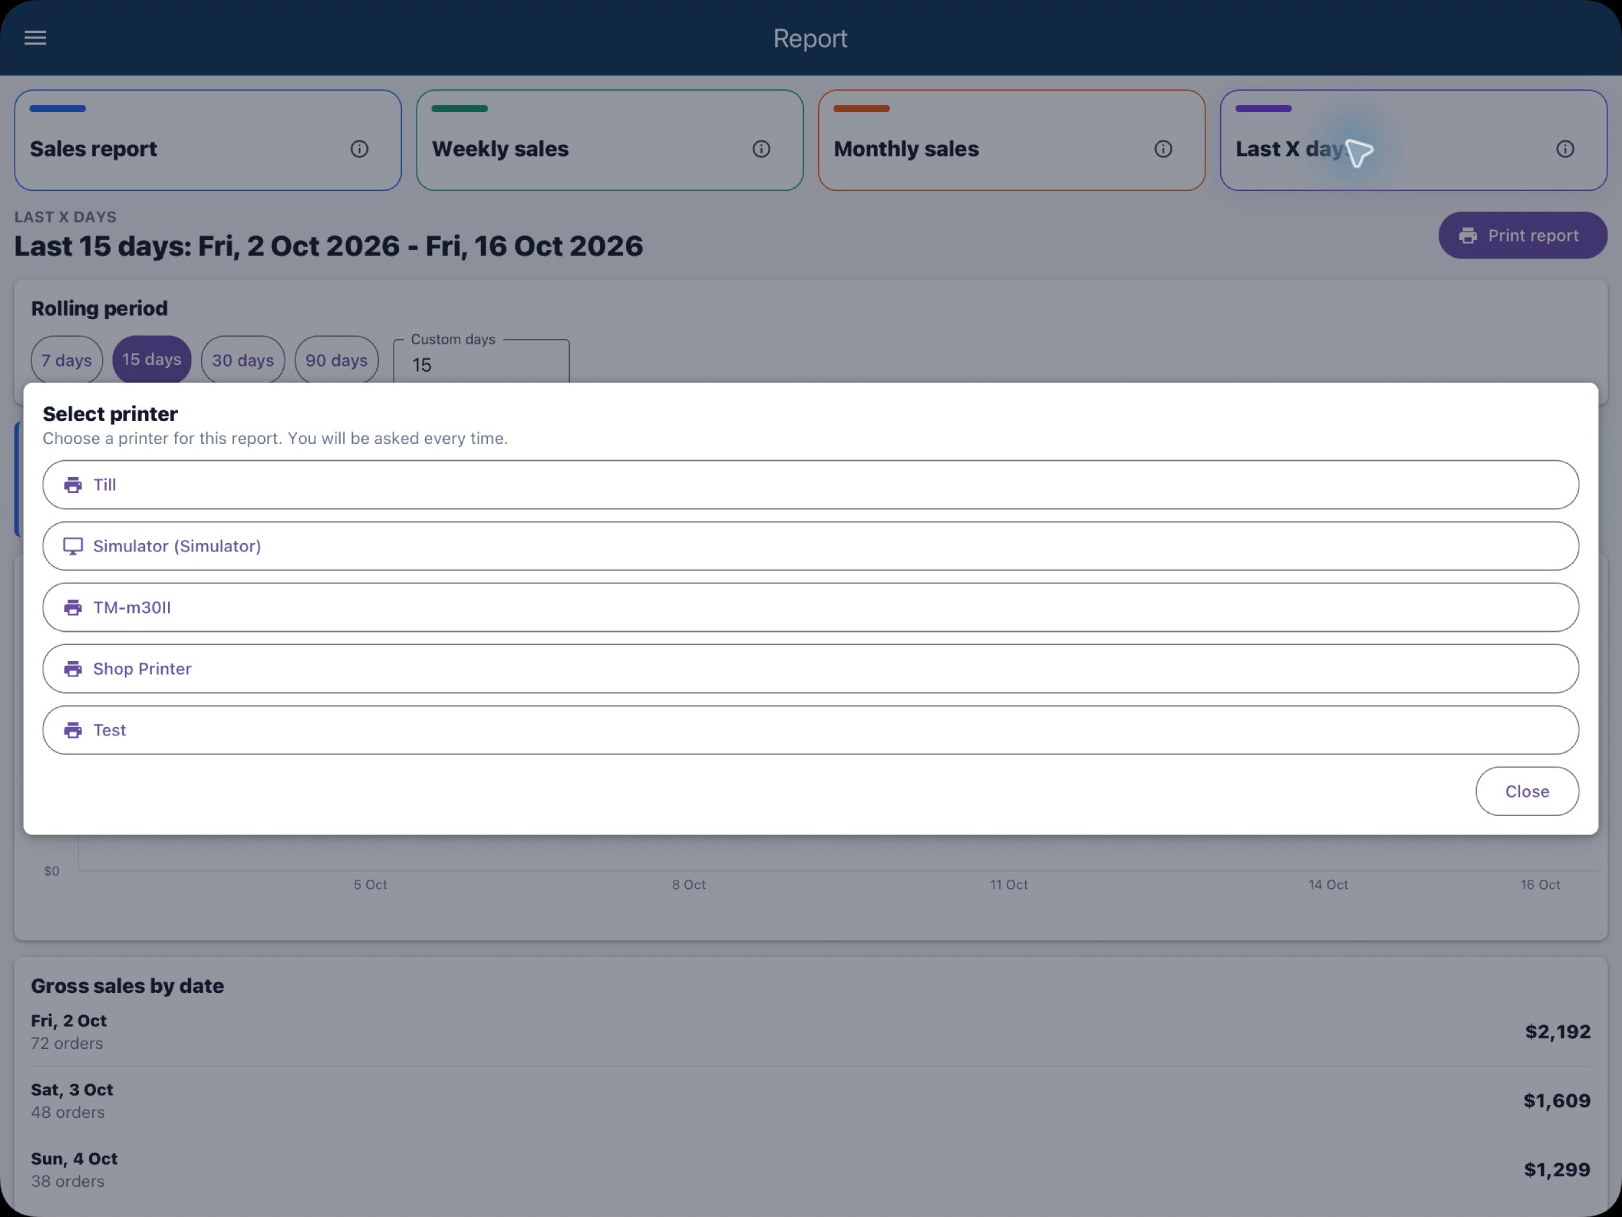 Report
Sales report
Weekly sales
Monthly sales
Last X days
LAST X DAYS
Last 15 days: Fri, 2 Oct 2026 - Fri, 16 Oct 2026
Print report
Rolling period
7 days
15 days
30 days
90 days
Custom days
15
Select printer
Choose a printer for this report. You will be asked every time.
Till
Simulator (Simulator)
TM-m30II
Shop Printer
Test
Close
$0
5 Oct
8 Oct
11 Oct
14 Oct
16 Oct
Gross sales by date
Fri, 2 Oct
72 orders
$2,192
Sat, 3 Oct
48 orders
$1,609
Sun, 4 Oct
38 orders
$1,299